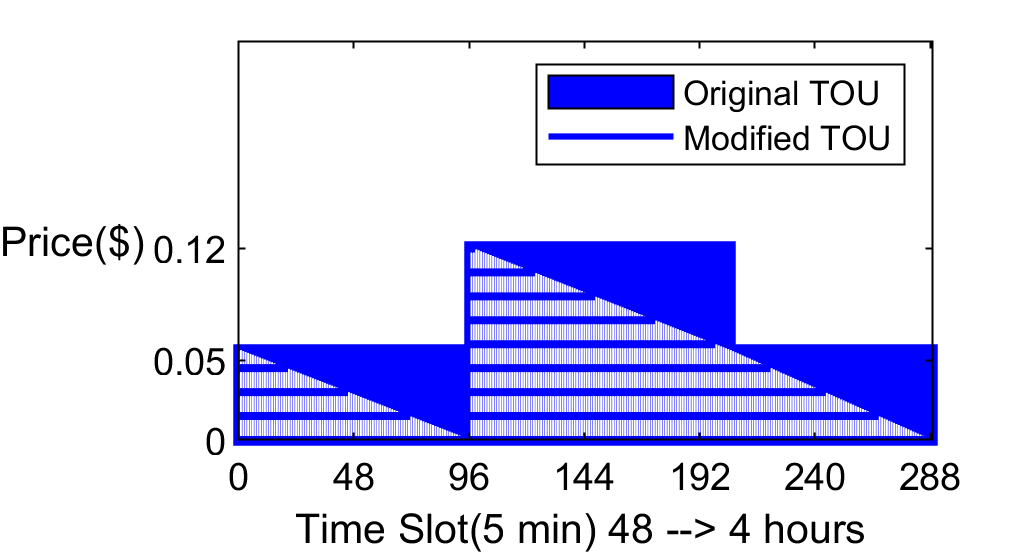 Original TOU
Modified TOU
Price($)
0.12
0.05
0
0 48 96 144 192 240 288
Time Slot(5 min) 48 --> 4 hours